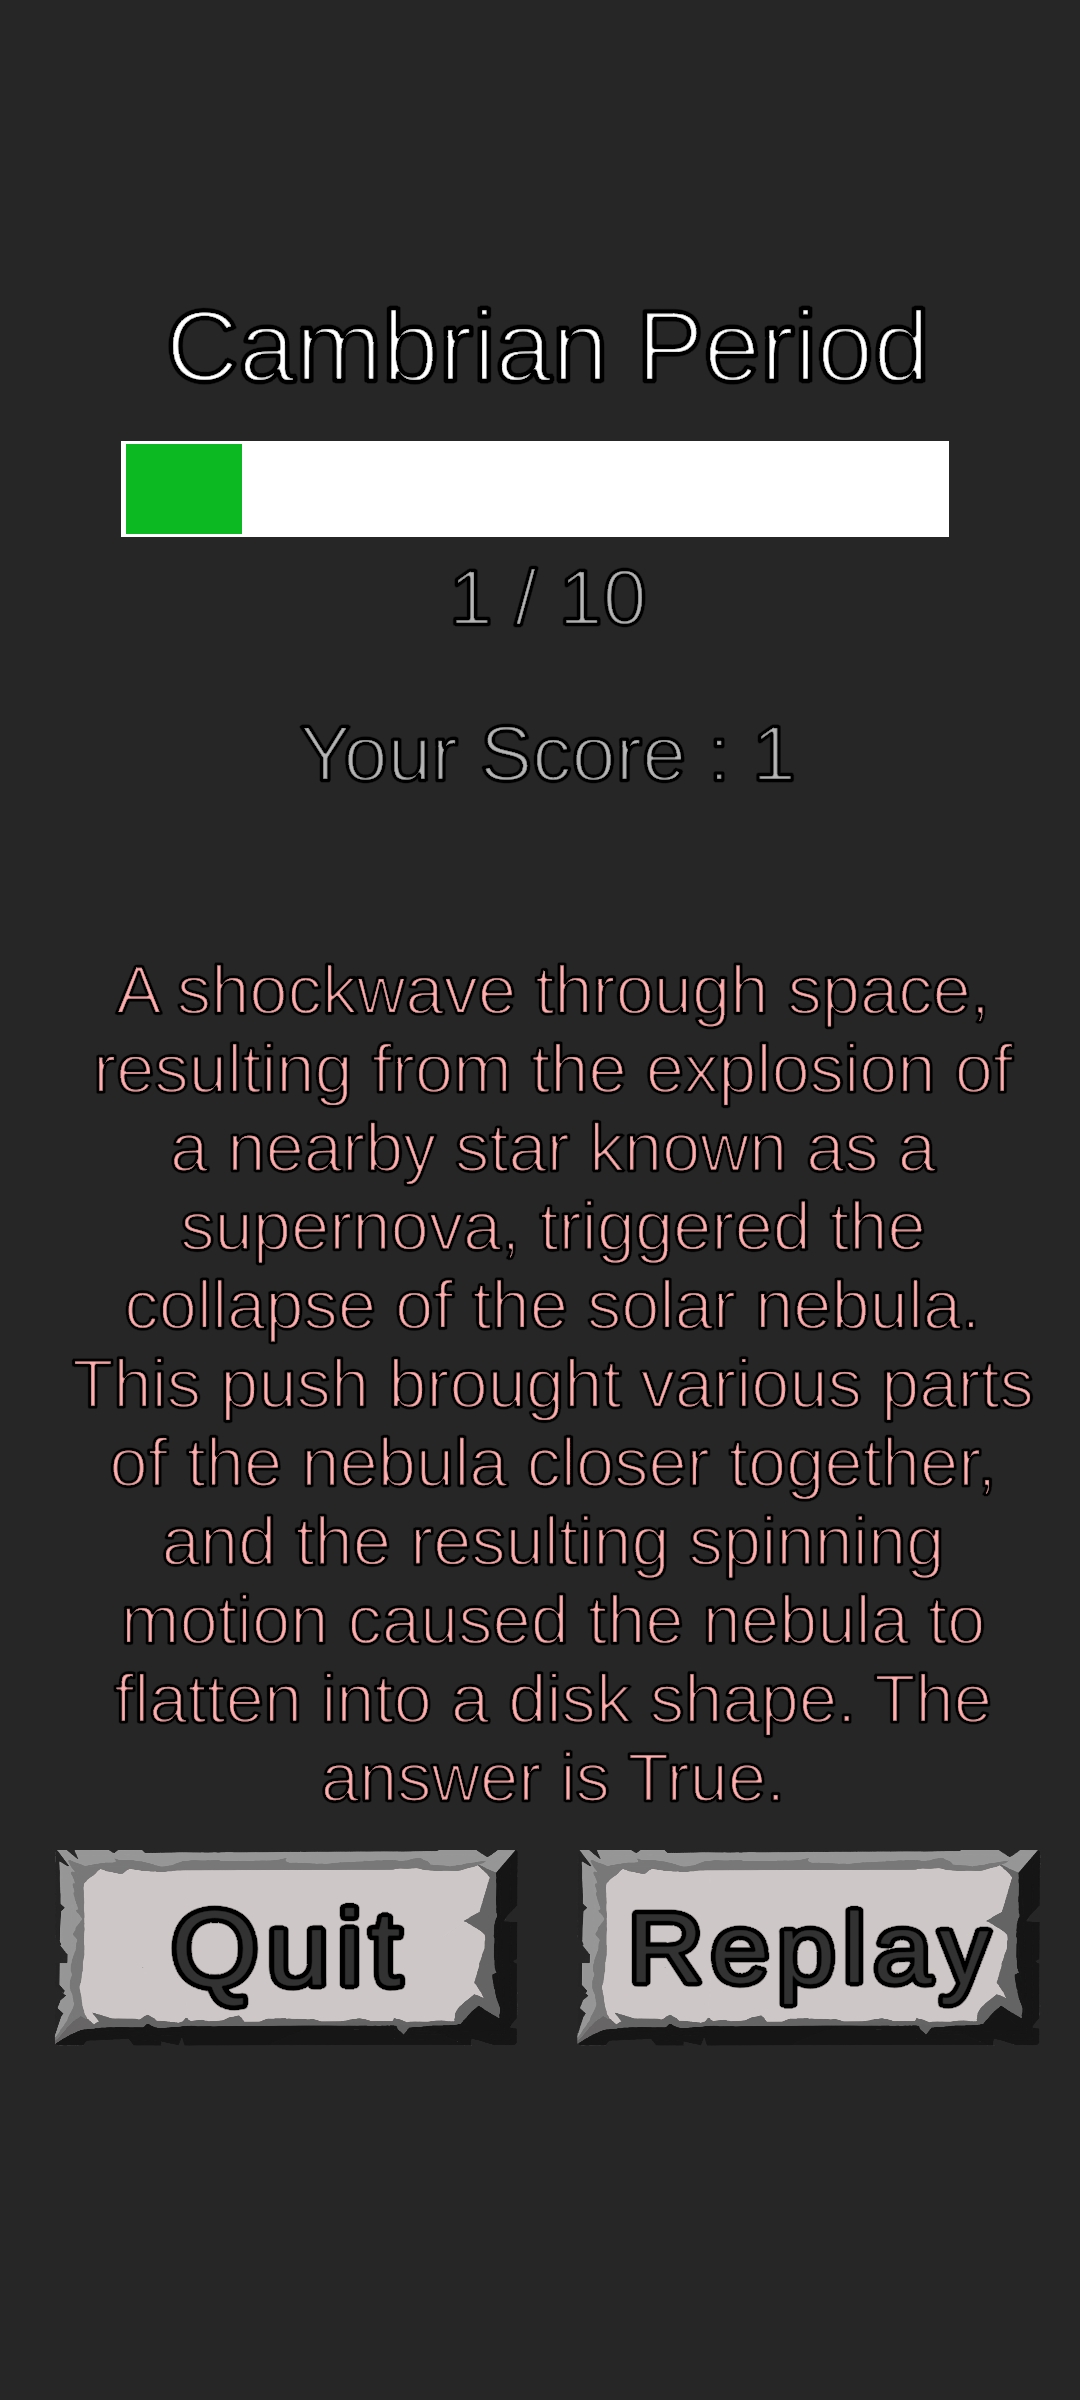 Cambrian Period
1 / 10
Your Score : 1
A shockwave through space,
resulting from the explosion of
a nearby star known as a
supernova, triggered the
collapse of the solar nebula.
This push brought various parts
of the nebula closer together,
and the resulting spinning
motion caused the nebula to
flatten into a disk shape. The
answer is True.
Quit
Replay